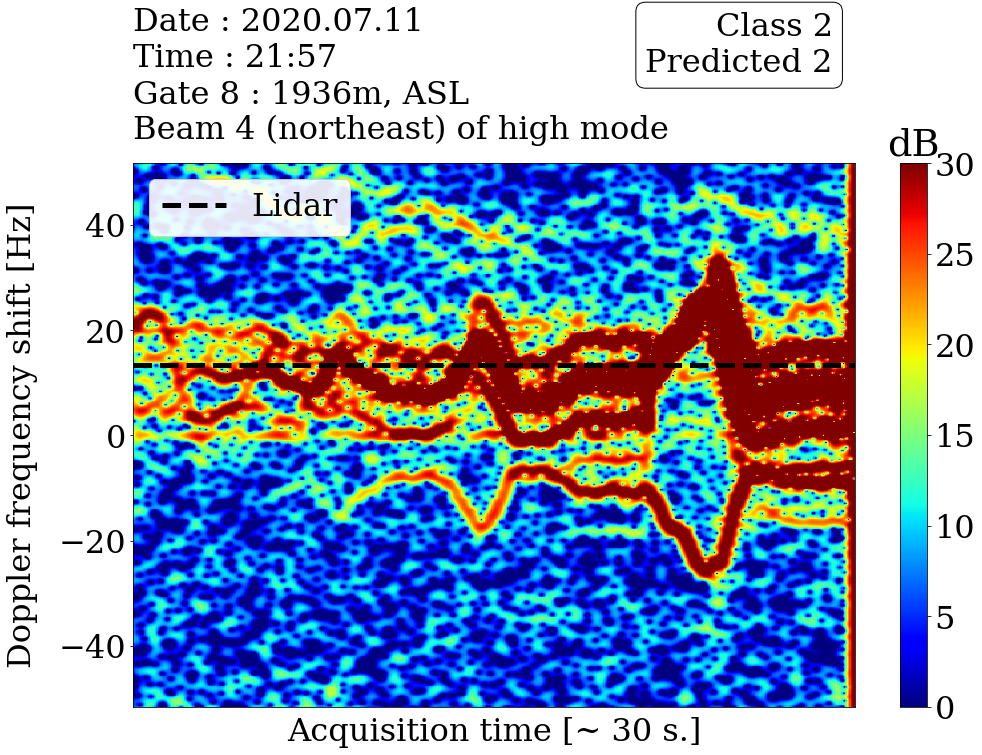 Date : 2020.07.11
Time : 21:57
Gate 8 : 1936m, ASL
Beam 4 (northeast) of high mode
Class 2
Predicted 2
dB
Lidar
Doppler frequency shift [Hz]
40
20
0
−20
−40
30
25
20
15
10
5
0
Acquisition time [~ 30 s.]